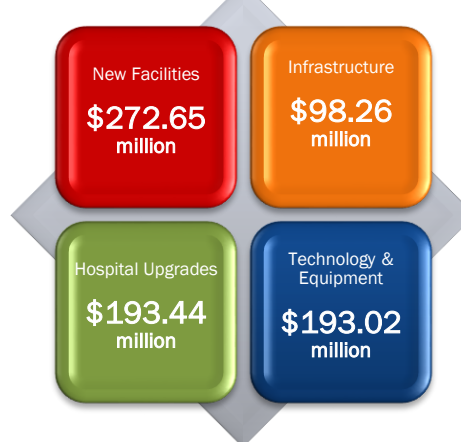 New Facilities
$272.65
million
Infrastructure
$98.26
million
Hospital Upgrades
$193.44
million
Technology &
Equipment
$193.02
million